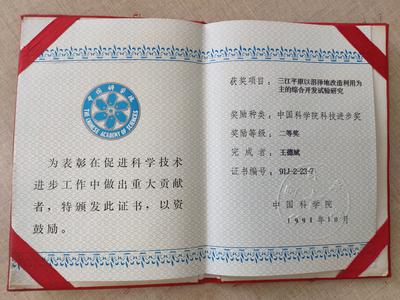 中国科学院
THE CHINESE ACADEMY OF SCIENCES
为表彰在促进科学技术
进步工作中做出重大贡献
者，特颁发此证书，以资
鼓励。
获奖项目： 三江平原以沼泽地改造利用为
主的综合开发试验研究
奖励种类： 中国科学院科技进步奖
奖励等级： 二等奖
完成者 王德斌
证书编号： 91J-2-23-7
中国科学院
1991年10月